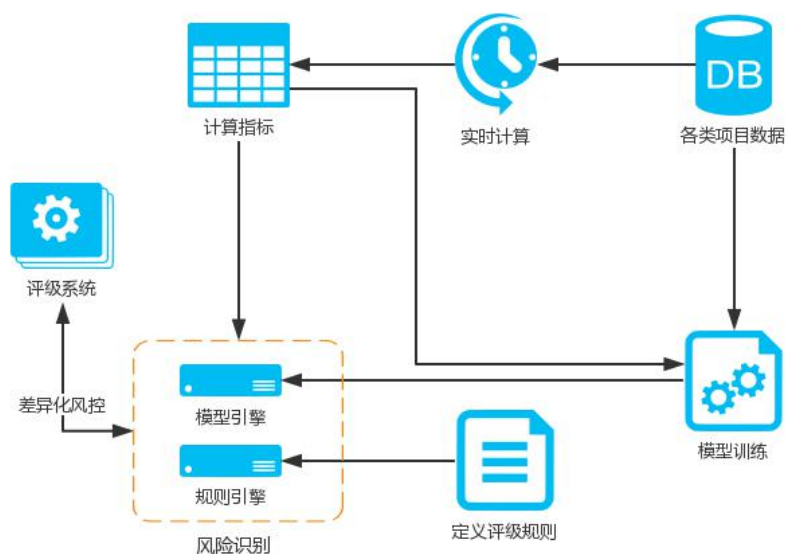 DB
计算指标
实时计算
各类项目数据
评级系统
差异化风控
模型引擎
规则引擎
风险识别
定义评级规则
模型训练